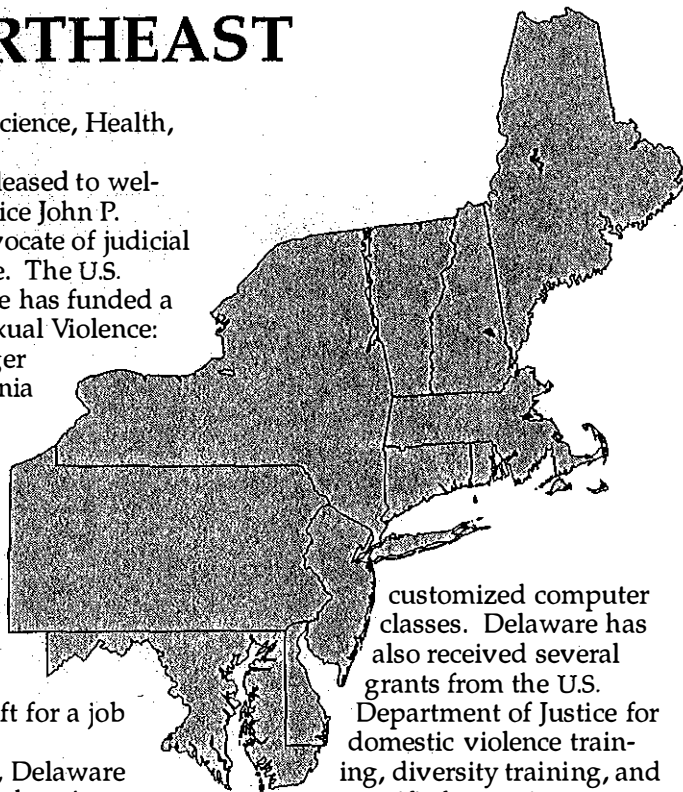 RTHEAST
cience, Health,
leased to wel-
ice John P.
vocate of judicial
e. The U.S.
e has funded a
xual Violence:
ger
nia
ft for a job
, Delaware
customized computer
classes. Delaware has
also received several
grants from the U.S.
Department of Justice for
domestic violence train-
ing, diversity training, and